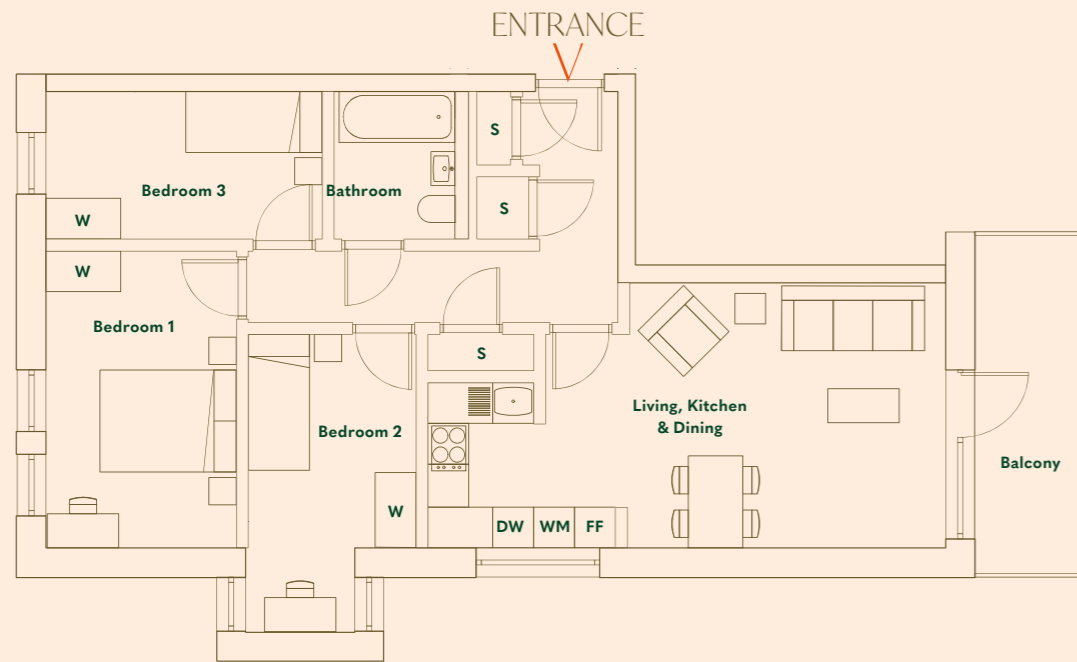 ENTRANCE
S
Bedroom 3
Bathroom
S
W
W
Bedroom 1
S
Living, Kitchen
& Dining
Bedroom 2
Balcony
W
DW
WM
FF